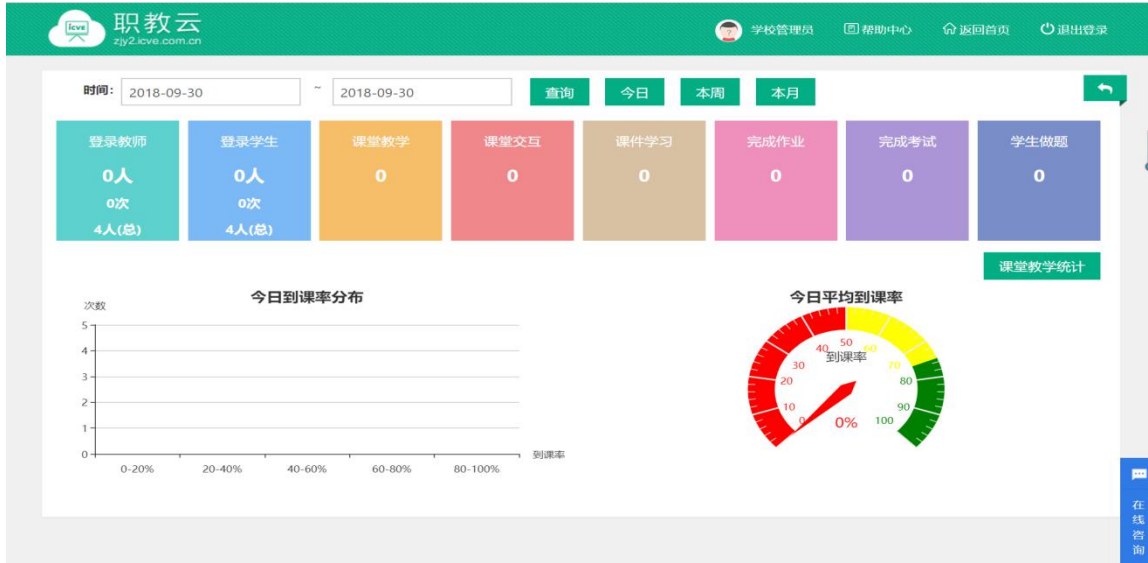 icve 职教云
zjy2.icve.com.cn
学校管理员 帮助中心 返回首页 退出登录
时间: 2018-09-30 ~ 2018-09-30 查询 今日 本周 本月
登录教师 登录学生 课堂教学 课堂交互 课件学习 完成作业 完成考试 学生做题
0人 0人 0 0 0 0 0 0
0次 0次
4人(总) 4人(总)
课堂教学统计
今日到课率分布
次数
5
4
3
2
1
0
0-20% 20-40% 40-60% 60-80% 80-100%
到课率
今日平均到课率
0 10 20 30 40 50 60 70 80 90 100
到课率
0%
在线咨询